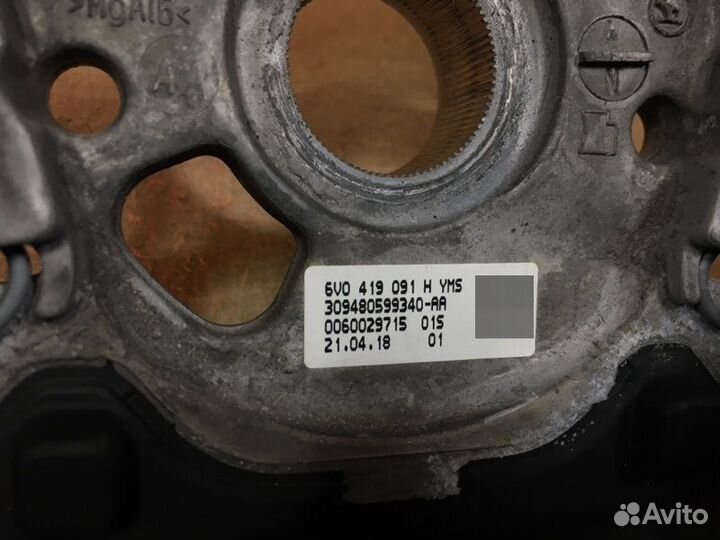 >MgAl6<
A
6V0 419 091 H YMS
309480599340-AA
0060029715 01S
21.04.18 01
Avito